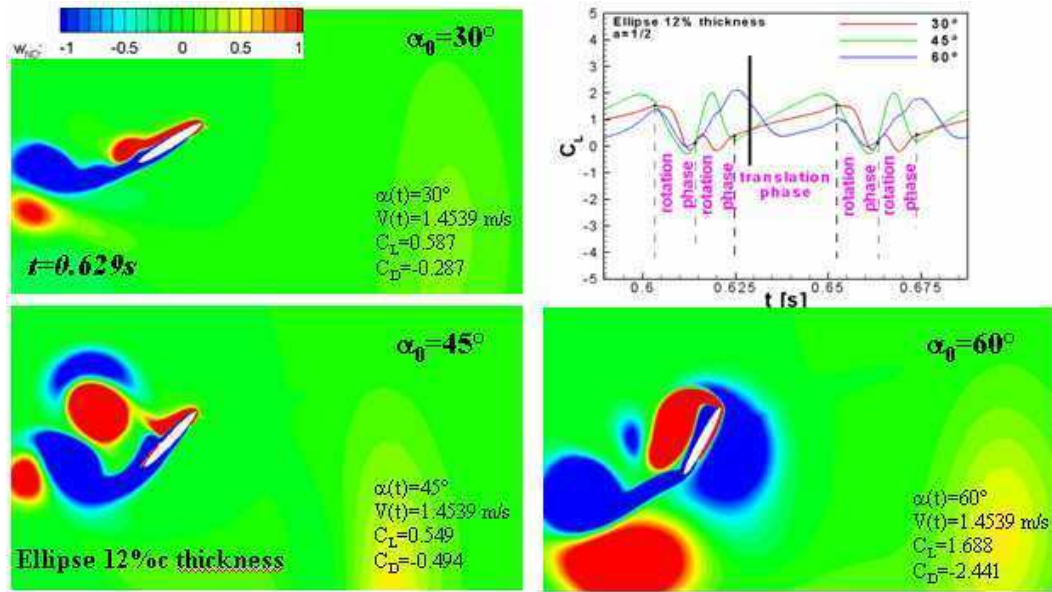 W_ND: -1 -0.5 0 0.5 1
α₀=30°
α(t)=30°
V(t)=1.4539 m/s
C_L=0.587
C_D=-0.287
t=0.629s
Ellipse 12% thickness
a=1/2
30º
45º
60º
5
4
3
2
1
0
-1
-2
-3
-4
-5
C_L
rotation
phase
rotation
phase
translation
phase
rotation
phase
rotation
phase
0.6 0.625 0.65 0.675
t [s]
α₀=45°
α(t)=45°
V(t)=1.4539 m/s
C_L=0.549
C_D=-0.494
Ellipse 12%c thickness
α₀=60°
α(t)=60°
V(t)=1.4539 m/s
C_L=1.688
C_D=-2.441